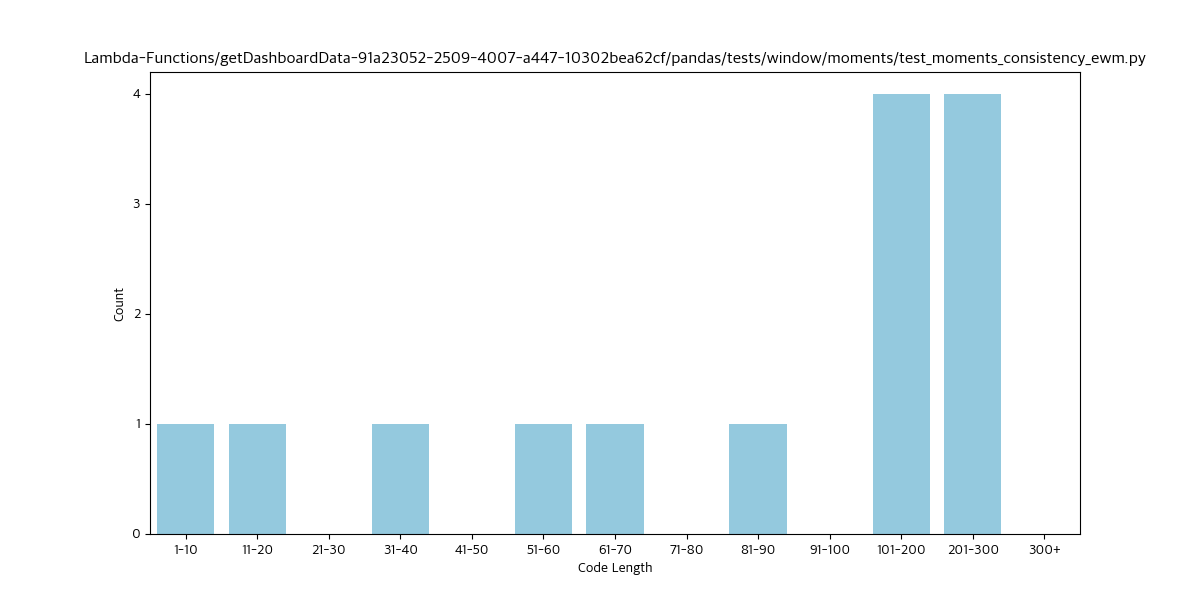 Lambda-Functions/getDashboardData-91a23052-2509-4007-a447-10302bea62cf/pandas/tests/window/moments/test_moments_consistency_ewm.py
4
3
2
1
0
Count
1-10 11-20 21-30 31-40 41-50 51-60 61-70 71-80 81-90 91-100 101-200 201-300 300+
Code Length